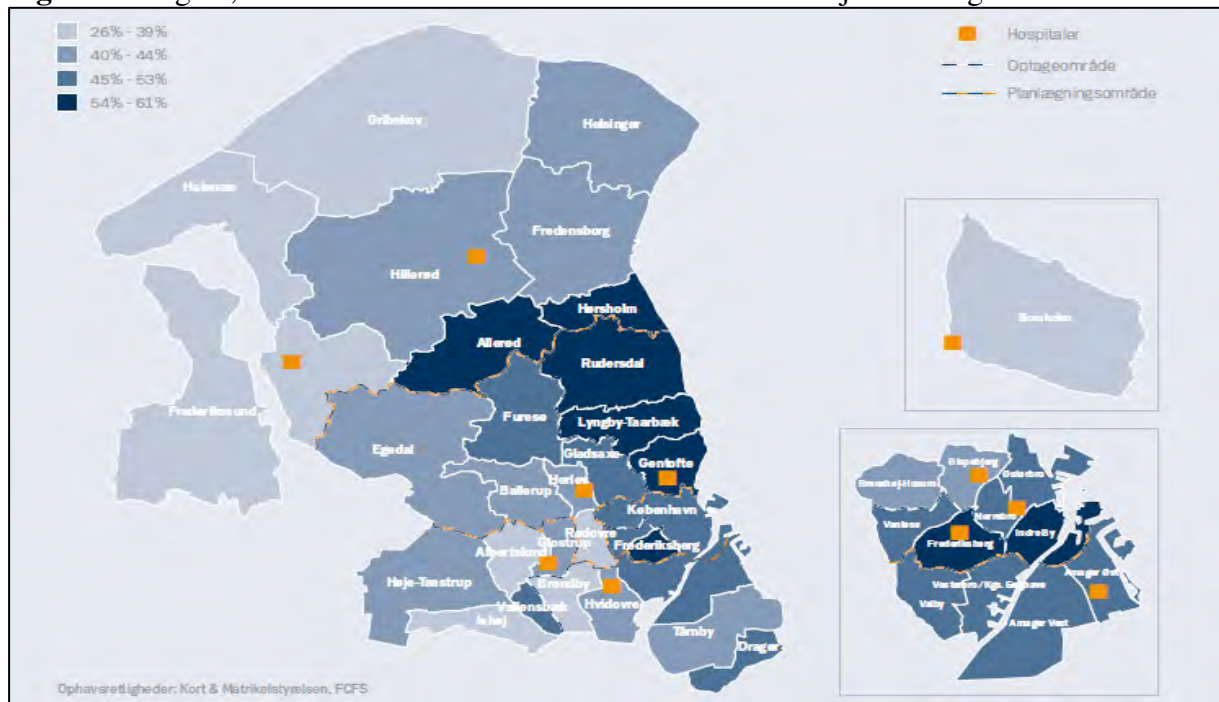 26% - 39%
40% - 44%
45% - 53%
54% - 61%
Hospitaler
Optageområde
Planlægningsområde
Gribskov
Helsingør
Halsnæs
Fredensborg
Hillerød
Hørsholm
Allerød
Rudersdal
Frederikssund
Furesø
Lyngby-Taarbæk
Egedal
Gladsaxe
Gentofte
Herlev
Ballerup
København
Rødovre
Glostrup
Frederiksberg
Albertslund
Høje-Taastrup
Brøndby
Vallensbæk
Hvidovre
Ishøj
Tårnby
Dragør
Bornholm
Bispebjerg
Østerbro
Brønshøj-Husum
Vanløse
Nørrebro
Frederiksberg
Indre By
Amager Øst
Vesterbro/Kgs. Enghave
Valby
Amager Vest
Ophavsretligheder: Kort & Matrikelstyrelsen, FCFS